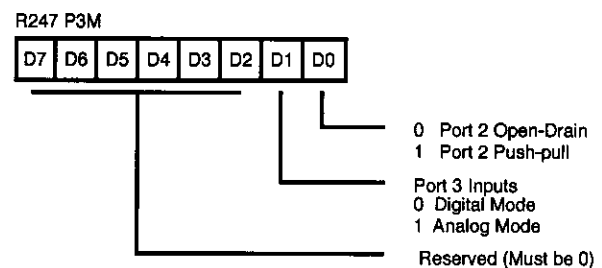 R247 P3M
D7 D6 D5 D4 D3 D2 D1 D0
0 Port 2 Open-Drain
1 Port 2 Push-pull
Port 3 Inputs
0 Digital Mode
1 Analog Mode
Reserved (Must be 0)